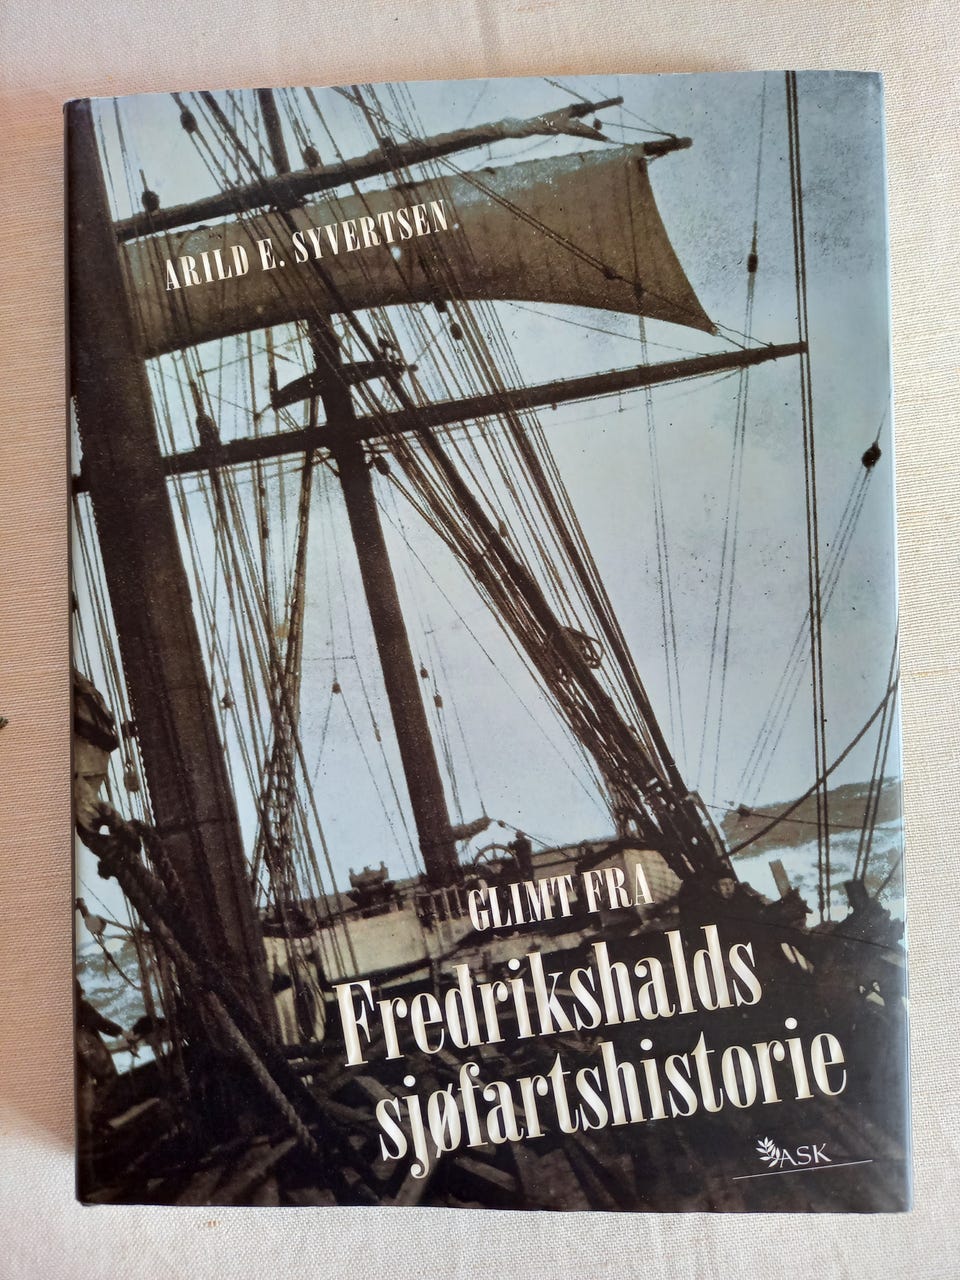 ARILD E. SYVERTSEN
GLIMT FRA
Fredrikshalds
sjøfartshistorie
ASK